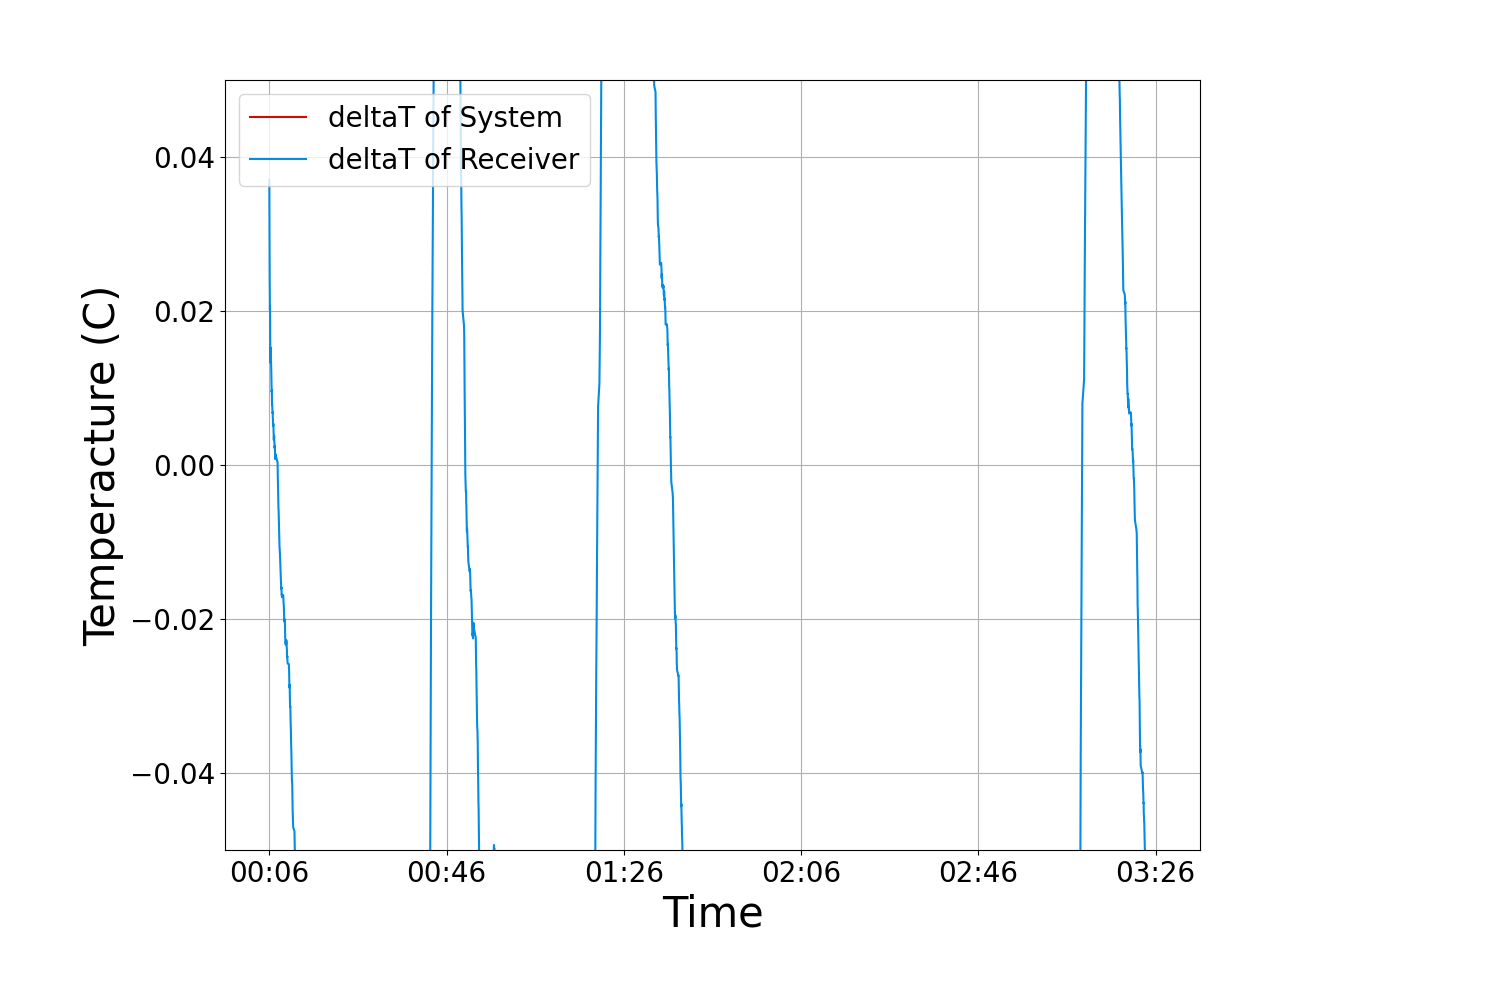 deltaT of System
deltaT of Receiver
0.04
0.02
0.00
−0.02
−0.04
Temperacture (C)
00:06 00:46 01:26 02:06 02:46 03:26
Time